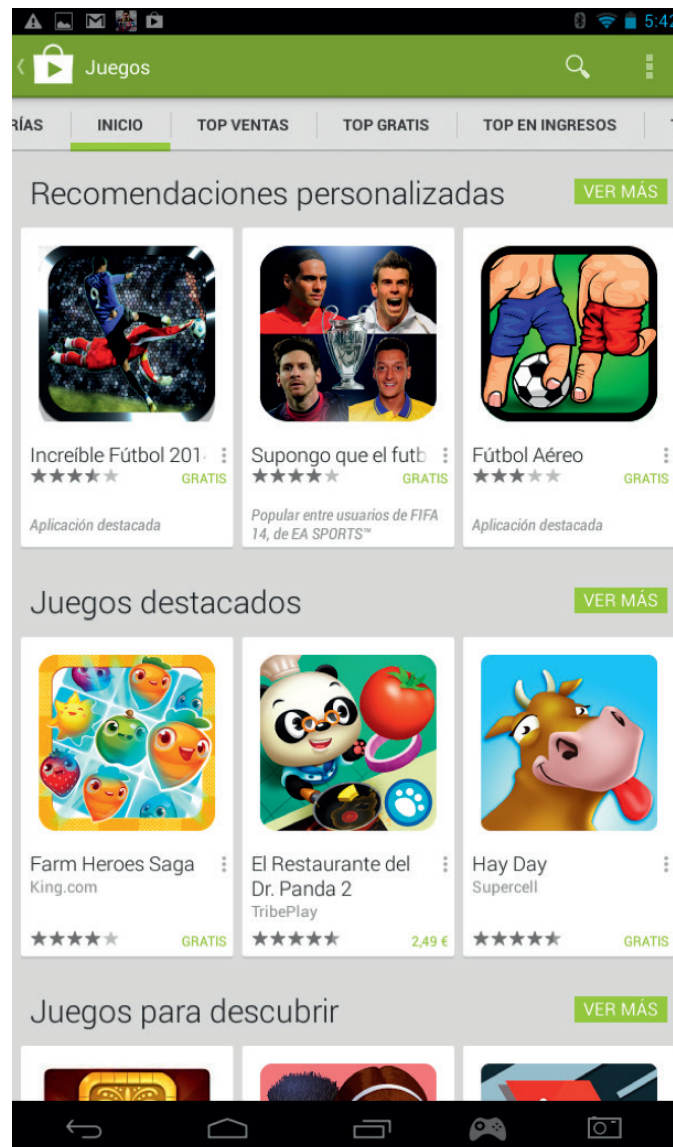 5:42
Juegos
RÍAS INICIO TOP VENTAS TOP GRATIS TOP EN INGRESOS
Recomendaciones personalizadas VER MÁS
Increíble Fútbol 201 Supongo que el futb Fútbol Aéreo
GRATIS GRATIS GRATIS
Aplicación destacada Popular entre usuarios de FIFA 14, de EA SPORTS™ Aplicación destacada
Juegos destacados VER MÁS
Farm Heroes Saga El Restaurante del Dr. Panda 2 Hay Day
King.com TribePlay Supercell
GRATIS 2,49 € GRATIS
Juegos para descubrir VER MÁS